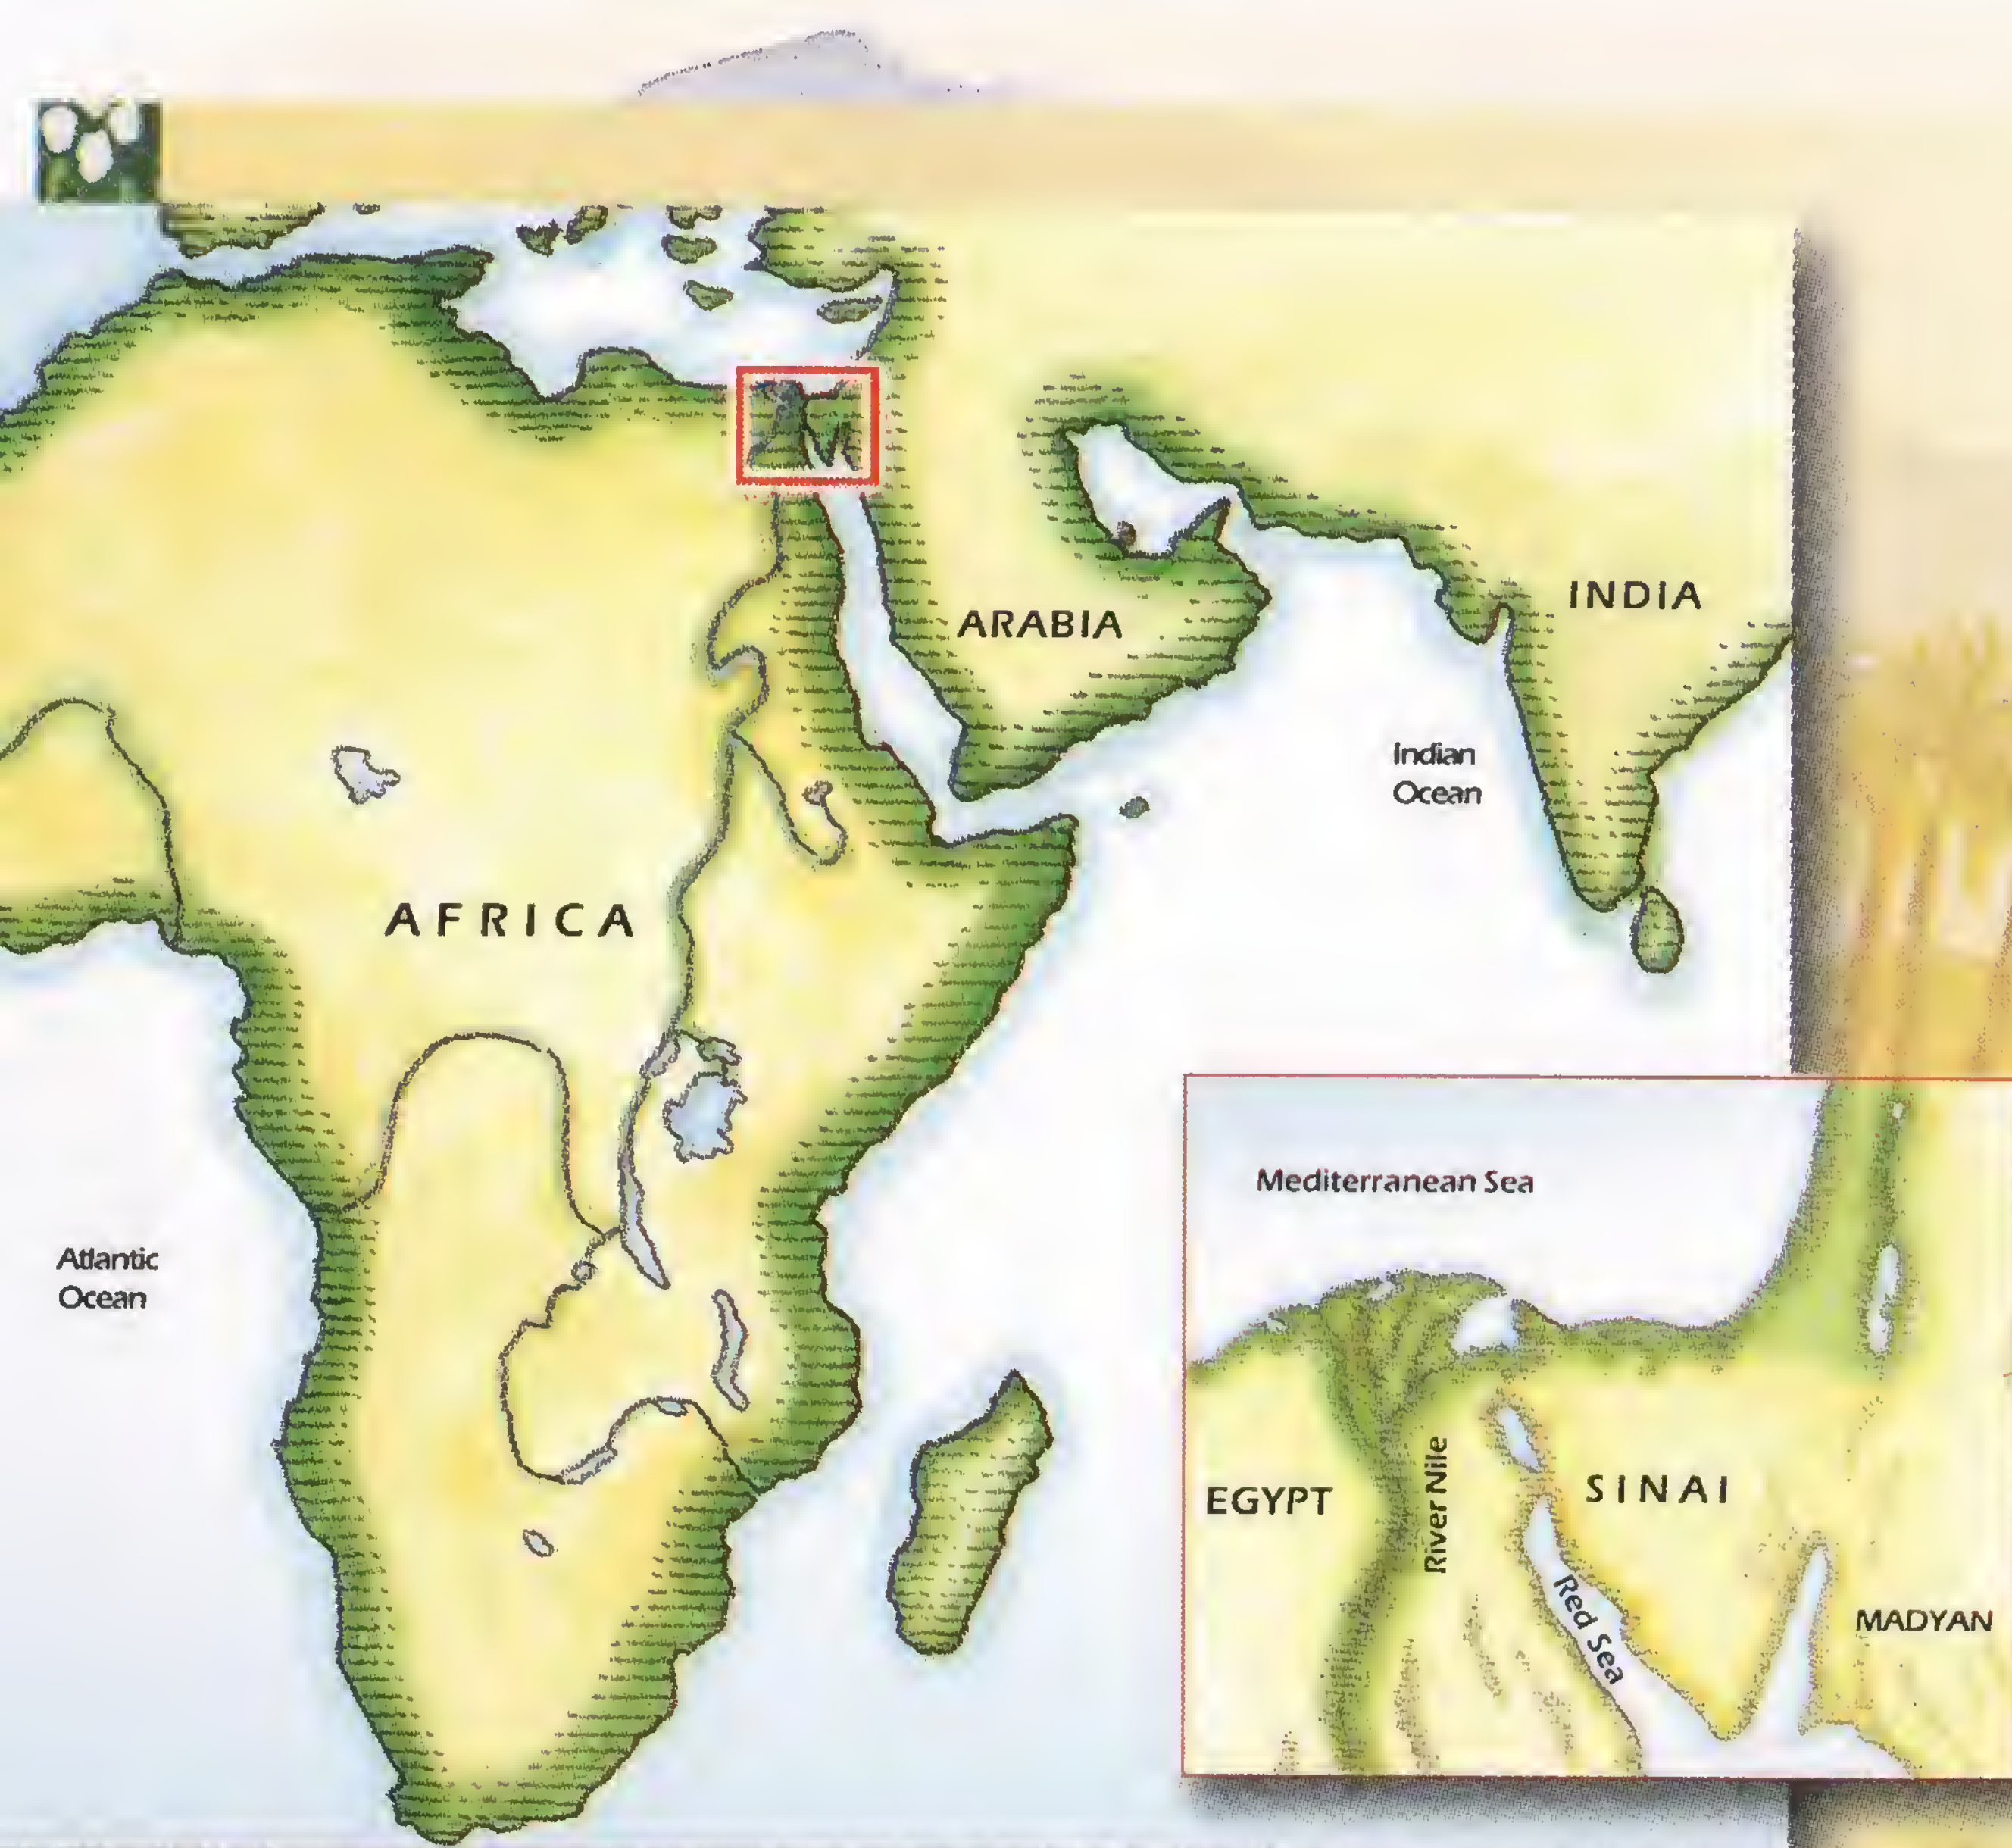 ARABIA
INDIA
Indian
Ocean
AFRICA
Atlantic
Ocean
Mediterranean Sea
EGYPT
River Nile
SINAI
Red Sea
MADYAN